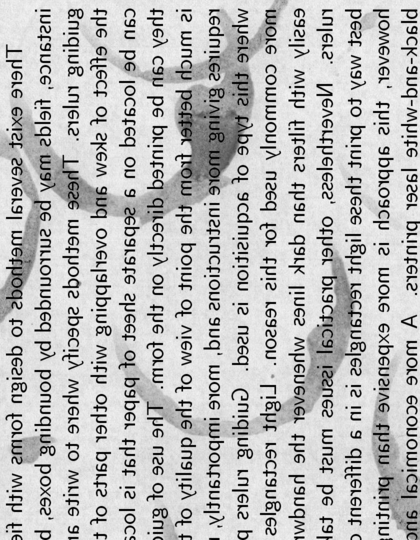 There exist several methods to design forms with fie
instance, fields may be surrounded by bounding boxes, b
guiding rulers. These methods specify where to write an
the effect of skew and overlapping with other parts of t
can be located on a separate sheet of paper that is loca
they can be printed directly on the form. The use of guid
is much better from the point of view of the quality of t
giving more instructions and, more importantly,
where this type of acquisition is used. Guiding rulers p
more commonly used for this reason. Light rectangles
easily with filters than dark lines whenever the handw
rulers. Nevertheless, other practical issues must be tak
best way to print these light rectangles is in a different c
however, this approach is more expensive than printing
black-and-white laser printers. A more economical an